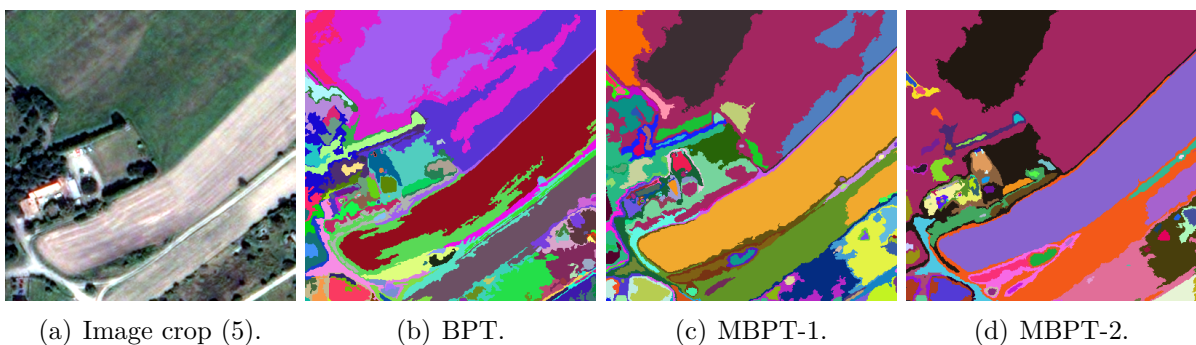 (a) Image crop (5).
(b) BPT.
(c) MBPT-1.
(d) MBPT-2.